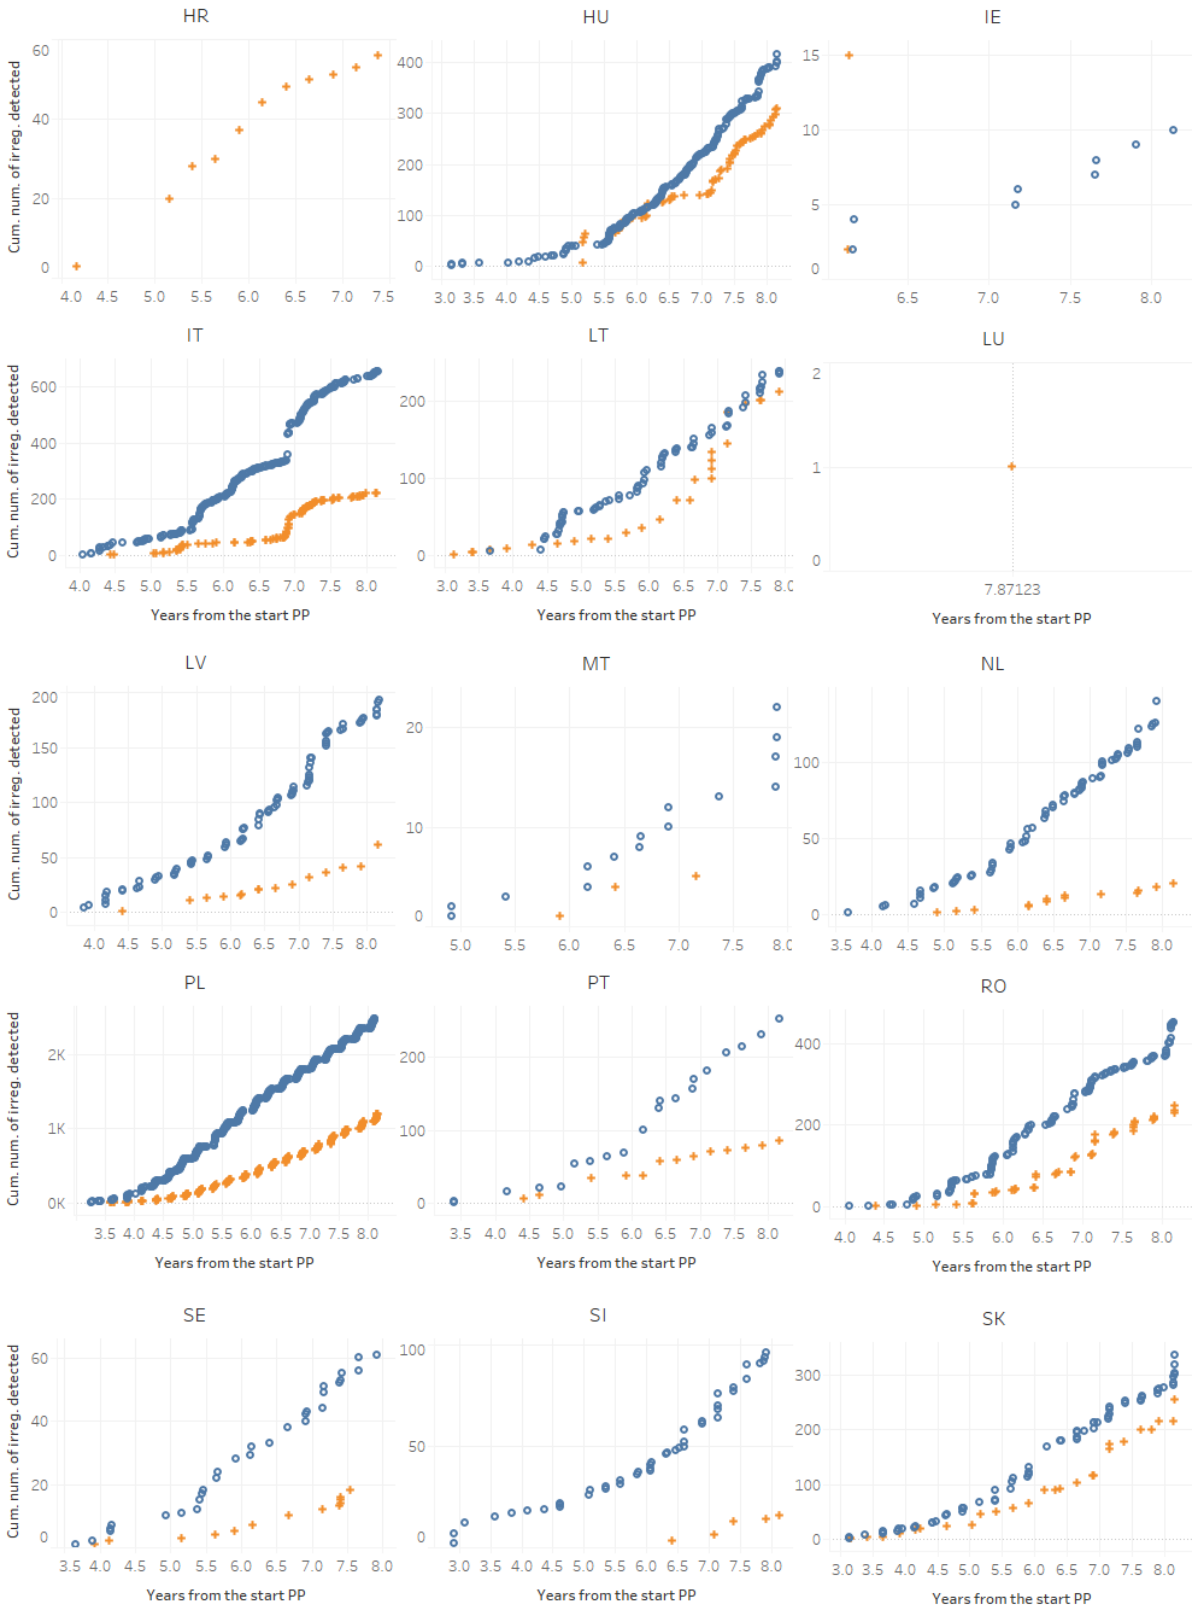 HR HU IE
Cum. num. of irreg. detected
60
40
20
0
4.0 4.5 5.0 5.5 6.0 6.5 7.0 7.5
400
300
200
100
0
3.0 3.5 4.0 4.5 5.0 5.5 6.0 6.5 7.0 7.5 8.0
15
10
5
0
6.5 7.0 7.5 8.0
IT LT LU
Cum. num. of irreg. detected
600
400
200
0
4.0 4.5 5.0 5.5 6.0 6.5 7.0 7.5 8.0
Years from the start PP
200
100
0
3.0 3.5 4.0 4.5 5.0 5.5 6.0 6.5 7.0 7.5 8.0
Years from the start PP
2
1
0
7.87123
Years from the start PP
LV MT NL
Cum. num. of irreg. detected
200
150
100
50
0
4.0 4.5 5.0 5.5 6.0 6.5 7.0 7.5 8.0
20
10
0
5.0 5.5 6.0 6.5 7.0 7.5 8.0
100
50
0
3.5 4.0 4.5 5.0 5.5 6.0 6.5 7.0 7.5 8.0
PL PT RO
Cum. num. of irreg. detected
2K
1K
0K
3.5 4.0 4.5 5.0 5.5 6.0 6.5 7.0 7.5 8.0
Years from the start PP
200
100
0
3.5 4.0 4.5 5.0 5.5 6.0 6.5 7.0 7.5 8.0
Years from the start PP
400
200
0
4.0 4.5 5.0 5.5 6.0 6.5 7.0 7.5 8.0
Years from the start PP
SE SI SK
Cum. num. of irreg. detected
60
40
20
0
3.5 4.0 4.5 5.0 5.5 6.0 6.5 7.0 7.5 8.0
Years from the start PP
100
50
0
3.0 3.5 4.0 4.5 5.0 5.5 6.0 6.5 7.0 7.5 8.0
Years from the start PP
300
200
100
0
3.0 3.5 4.0 4.5 5.0 5.5 6.0 6.5 7.0 7.5 8.0
Years from the start PP